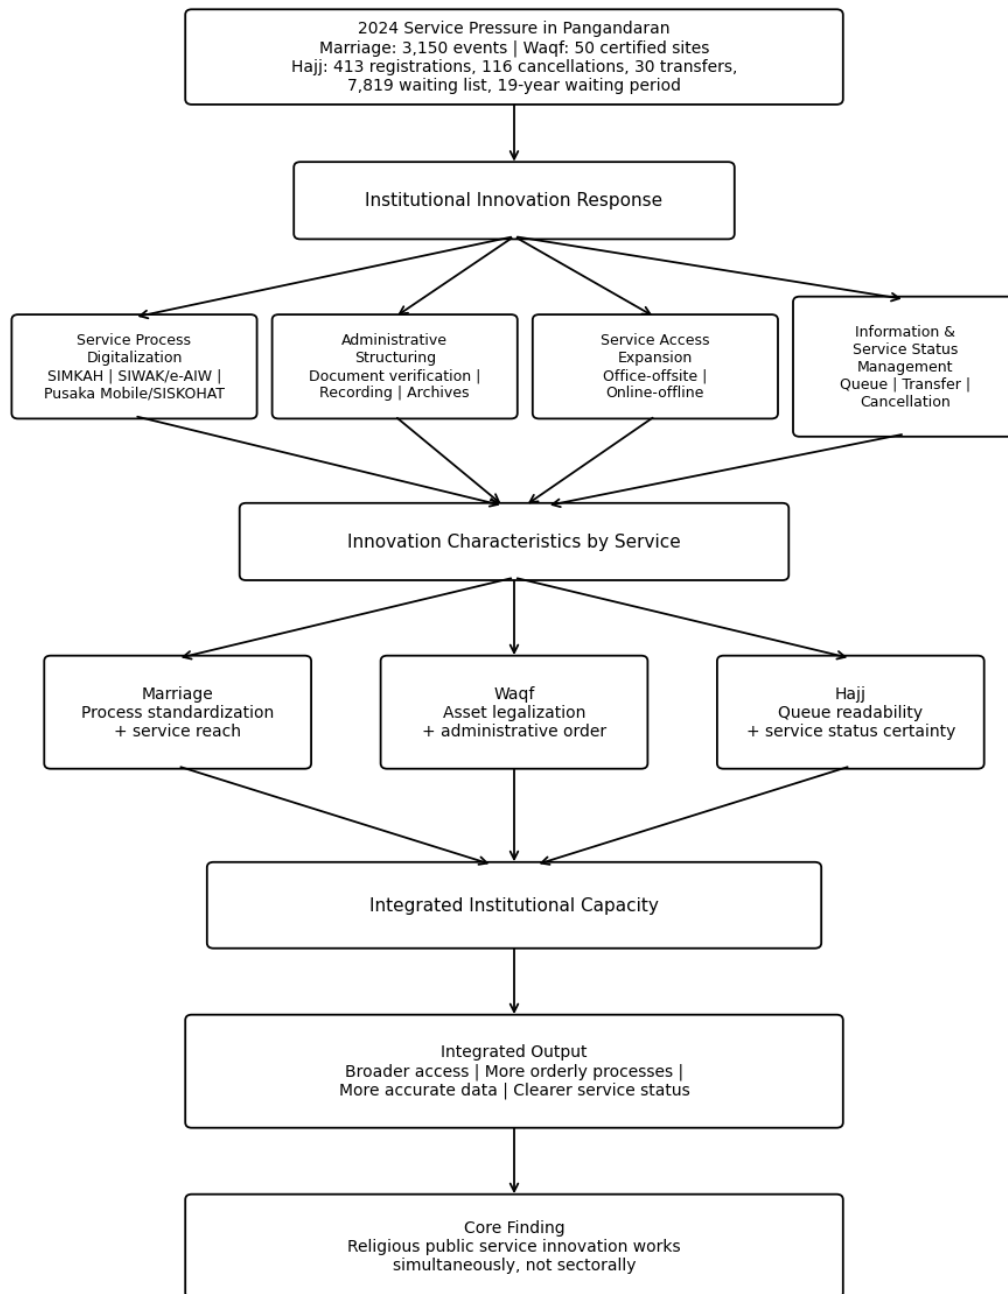 2024 Service Pressure in Pangandaran
Marriage: 3,150 events | Waqf: 50 certified sites
Hajj: 413 registrations, 116 cancellations, 30 transfers,
7,819 waiting list, 19-year waiting period
Institutional Innovation Response
Service Process
Digitalization
SIMKAH | SIWAK/e-AIW |
Pusaka Mobile/SISKOHAT
Administrative
Structuring
Document verification |
Recording | Archives
Service Access
Expansion
Office-offsite |
Online-offline
Information &
Service Status
Management
Queue | Transfer |
Cancellation
Innovation Characteristics by Service
Marriage
Process standardization
+ service reach
Waqf
Asset legalization
+ administrative order
Hajj
Queue readability
+ service status certainty
Integrated Institutional Capacity
Integrated Output
Broader access | More orderly processes |
More accurate data | Clearer service status
Core Finding
Religious public service innovation works
simultaneously, not sectorally